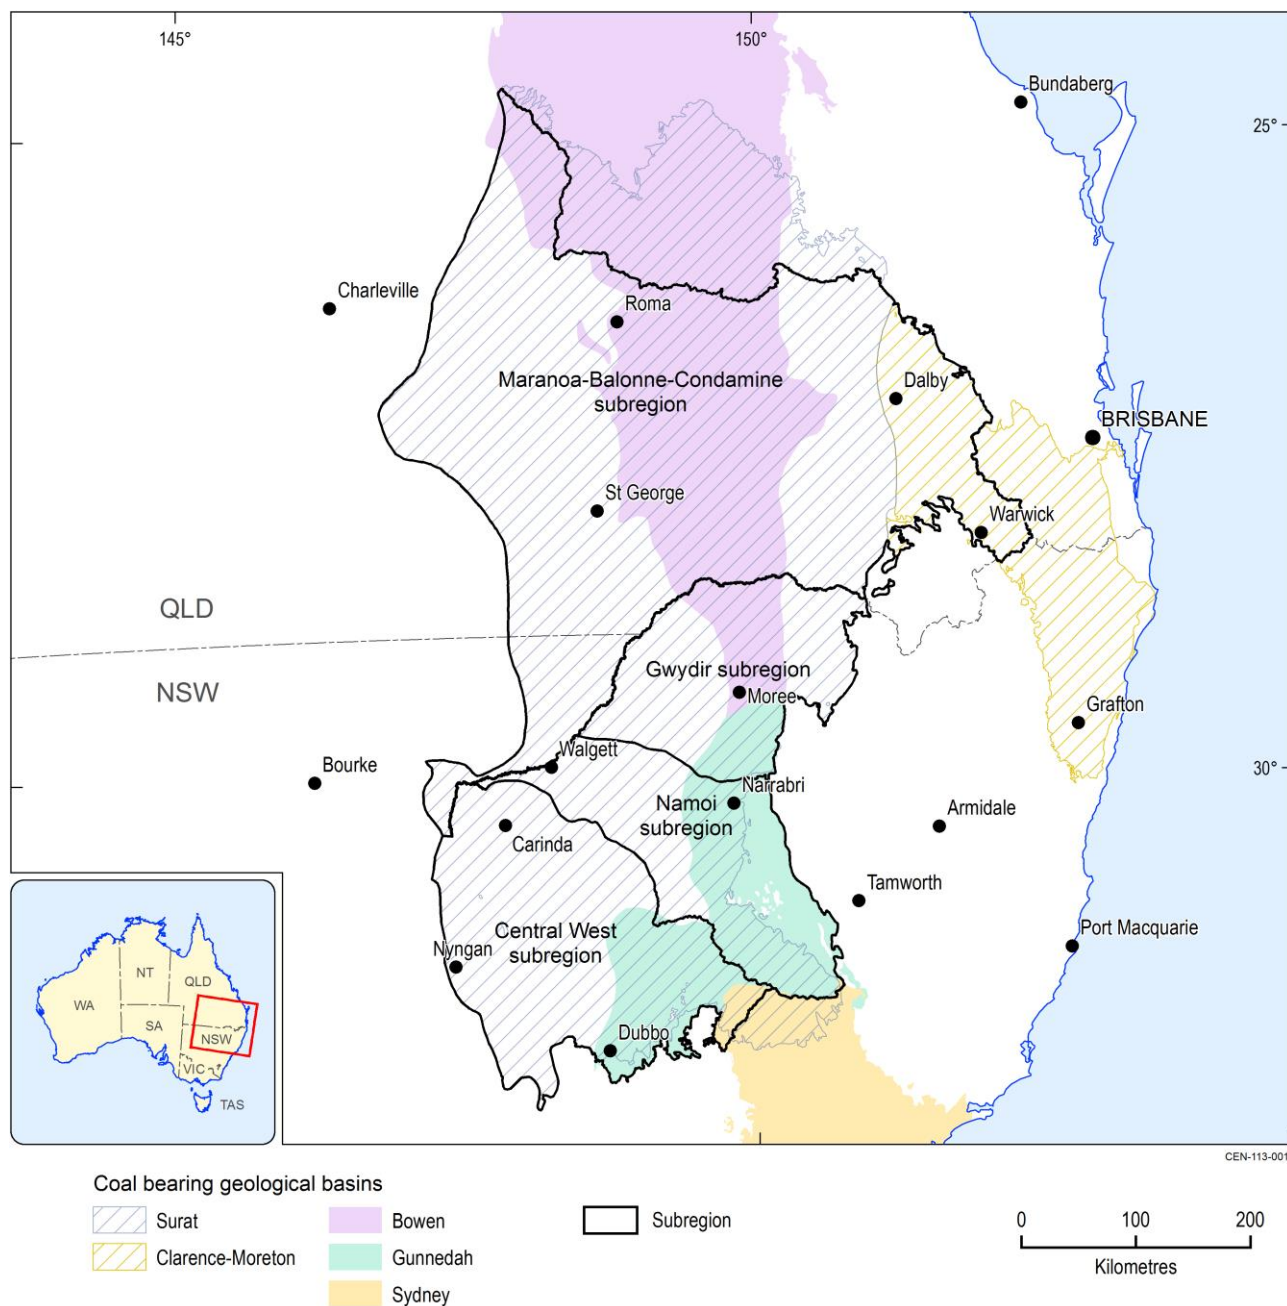 145°
150°
Bundaberg
25°
Charleville
Roma
Maranoa-Balonne-Condamine
subregion
Dalby
BRISBANE
St George
Warwick
QLD
NSW
Gwydir subregion
Moree
Grafton
Walgett
Bourke
30°
Narrabri
Namoi
subregion
Carinda
Armidale
Tamworth
Central West
subregion
Nyngan
Port Macquarie
Dubbo
WA
NT
QLD
SA
NSW
VIC
TAS
CEN-113-001
Coal bearing geological basins
Surat
Bowen
Subregion
Clarence-Moreton
Gunnedah
Sydney
0 100 200
Kilometres